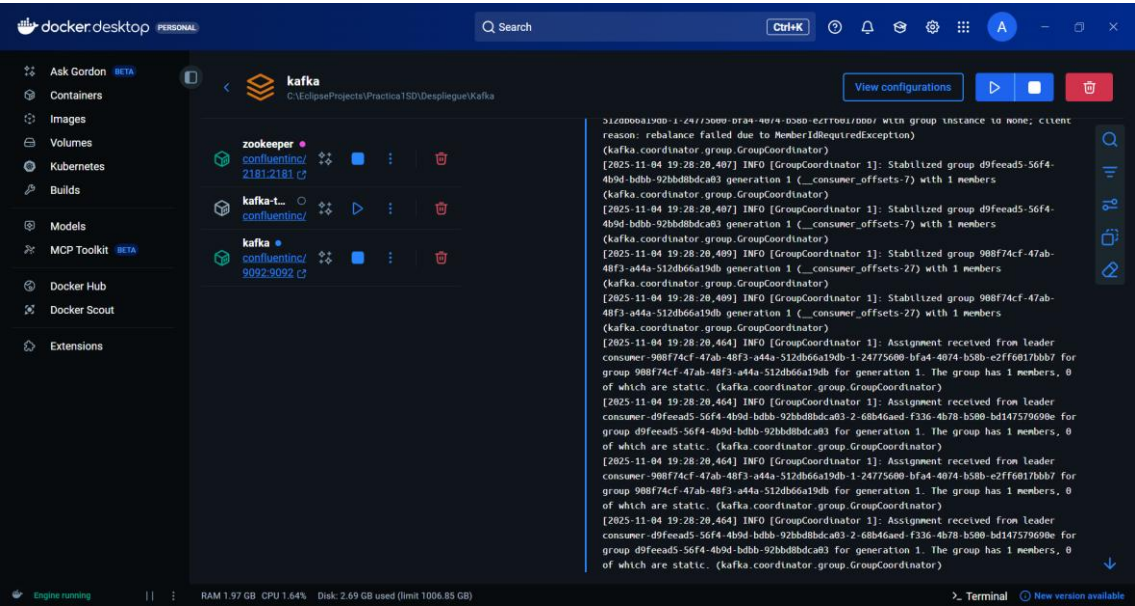 docker.desktop PERSONAL
Search
Ctrl+K
A
Ask Gordon BETA
Containers
Images
Volumes
Kubernetes
Builds
Models
MCP Toolkit BETA
Docker Hub
Docker Scout
Extensions
kafka
C:\EclipseProjects\Practica1SD\Despliegue\Kafka
View configurations
zookeeper
confluentinc/
2181:2181
kafka-t...
confluentinc/
kafka
confluentinc/
9092:9092
512db66a19db-1-24775600-bfa4-4074-b58b-e2ff6017bbb7 with group instance id None; client
reason: rebalance failed due to MemberIdRequiredException)
(kafka.coordinator.group.GroupCoordinator)
[2025-11-04 19:28:20,407] INFO [GroupCoordinator 1]: Stabilized group d9feead5-56f4-
4b9d-bdbb-92bbd8bdca03 generation 1 (__consumer_offsets-7) with 1 members
(kafka.coordinator.group.GroupCoordinator)
[2025-11-04 19:28:20,407] INFO [GroupCoordinator 1]: Stabilized group d9feead5-56f4-
4b9d-bdbb-92bbd8bdca03 generation 1 (__consumer_offsets-7) with 1 members
(kafka.coordinator.group.GroupCoordinator)
[2025-11-04 19:28:20,409] INFO [GroupCoordinator 1]: Stabilized group 908f74cf-47ab-
48f3-a44a-512db66a19db generation 1 (__consumer_offsets-27) with 1 members
(kafka.coordinator.group.GroupCoordinator)
[2025-11-04 19:28:20,409] INFO [GroupCoordinator 1]: Stabilized group 908f74cf-47ab-
48f3-a44a-512db66a19db generation 1 (__consumer_offsets-27) with 1 members
(kafka.coordinator.group.GroupCoordinator)
[2025-11-04 19:28:20,464] INFO [GroupCoordinator 1]: Assignment received from leader
consumer-908f74cf-47ab-48f3-a44a-512db66a19db-1-24775600-bfa4-4074-b58b-e2ff6017bbb7 for
group 908f74cf-47ab-48f3-a44a-512db66a19db for generation 1. The group has 1 members, 0
of which are static. (kafka.coordinator.group.GroupCoordinator)
[2025-11-04 19:28:20,464] INFO [GroupCoordinator 1]: Assignment received from leader
consumer-d9feead5-56f4-4b9d-bdbb-92bbd8bdca03-2-68b46aed-f336-4b78-b500-bd147579690e for
group d9feead5-56f4-4b9d-bdbb-92bbd8bdca03 for generation 1. The group has 1 members, 0
of which are static. (kafka.coordinator.group.GroupCoordinator)
[2025-11-04 19:28:20,464] INFO [GroupCoordinator 1]: Assignment received from leader
consumer-908f74cf-47ab-48f3-a44a-512db66a19db-1-24775600-bfa4-4074-b58b-e2ff6017bbb7 for
group 908f74cf-47ab-48f3-a44a-512db66a19db for generation 1. The group has 1 members, 0
of which are static. (kafka.coordinator.group.GroupCoordinator)
[2025-11-04 19:28:20,464] INFO [GroupCoordinator 1]: Assignment received from leader
consumer-d9feead5-56f4-4b9d-bdbb-92bbd8bdca03-2-68b46aed-f336-4b78-b500-bd147579690e for
group d9feead5-56f4-4b9d-bdbb-92bbd8bdca03 for generation 1. The group has 1 members, 0
of which are static. (kafka.coordinator.group.GroupCoordinator)
Engine running
RAM 1.97 GB CPU 1.64% Disk: 2.69 GB used (limit 1006.85 GB)
>_ Terminal
New version available